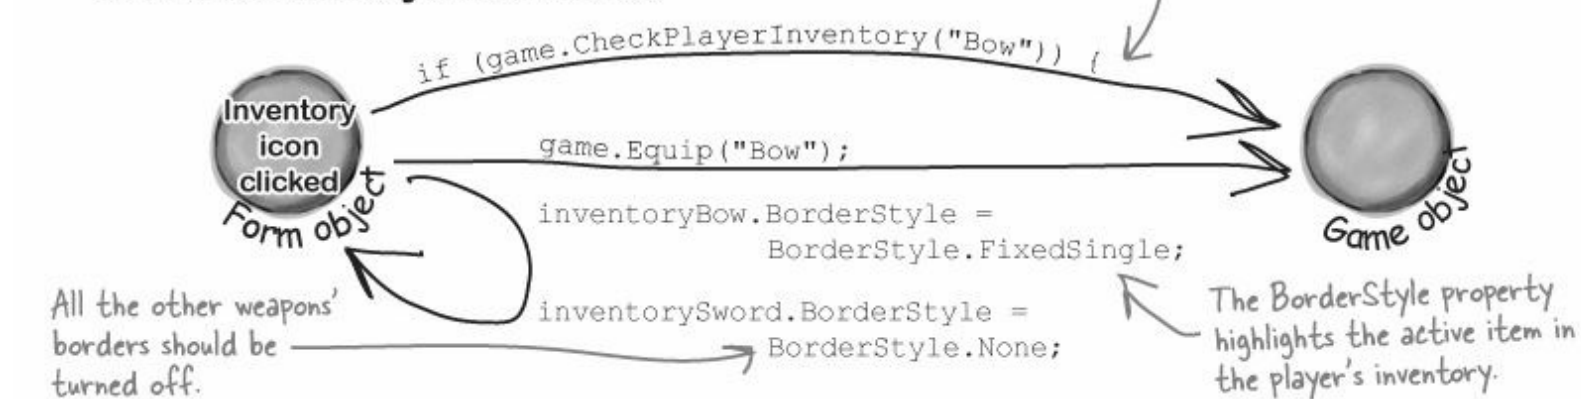 if (game.CheckPlayerInventory("Bow")) {
Inventory
icon
clicked
Form object
game.Equip("Bow");
Game object
inventoryBow.BorderStyle =
BorderStyle.FixedSingle;
All the other weapons'
borders should be
turned off.
inventorySword.BorderStyle =
BorderStyle.None;
The BorderStyle property
highlights the active item in
the player's inventory.